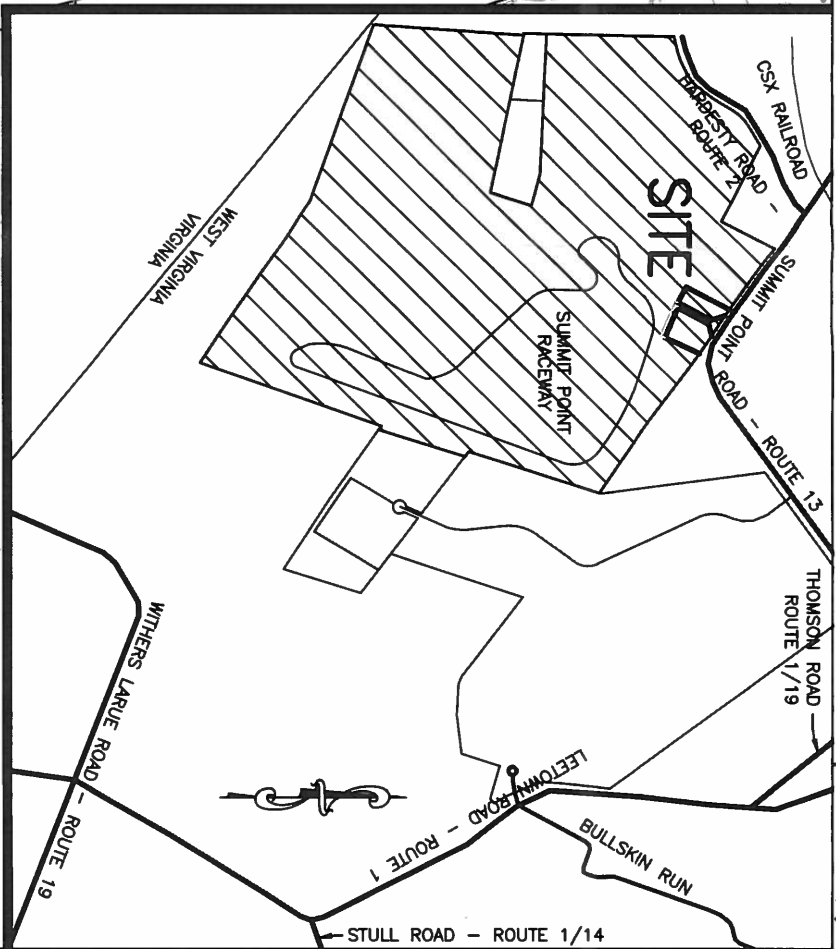 CSX RAILROAD
HARDESTY ROAD -
ROUTE 2
SITE
SUMMIT POINT ROAD - ROUTE 13
SUMMIT POINT
RACEWAY
WEST VIRGINIA
VIRGINIA
THOMSON ROAD
ROUTE 1/19
LEETOWN ROAD - ROUTE 1
BULLSKIN RUN
WITHERS LARUE ROAD - ROUTE 19
STULL ROAD - ROUTE 1/14